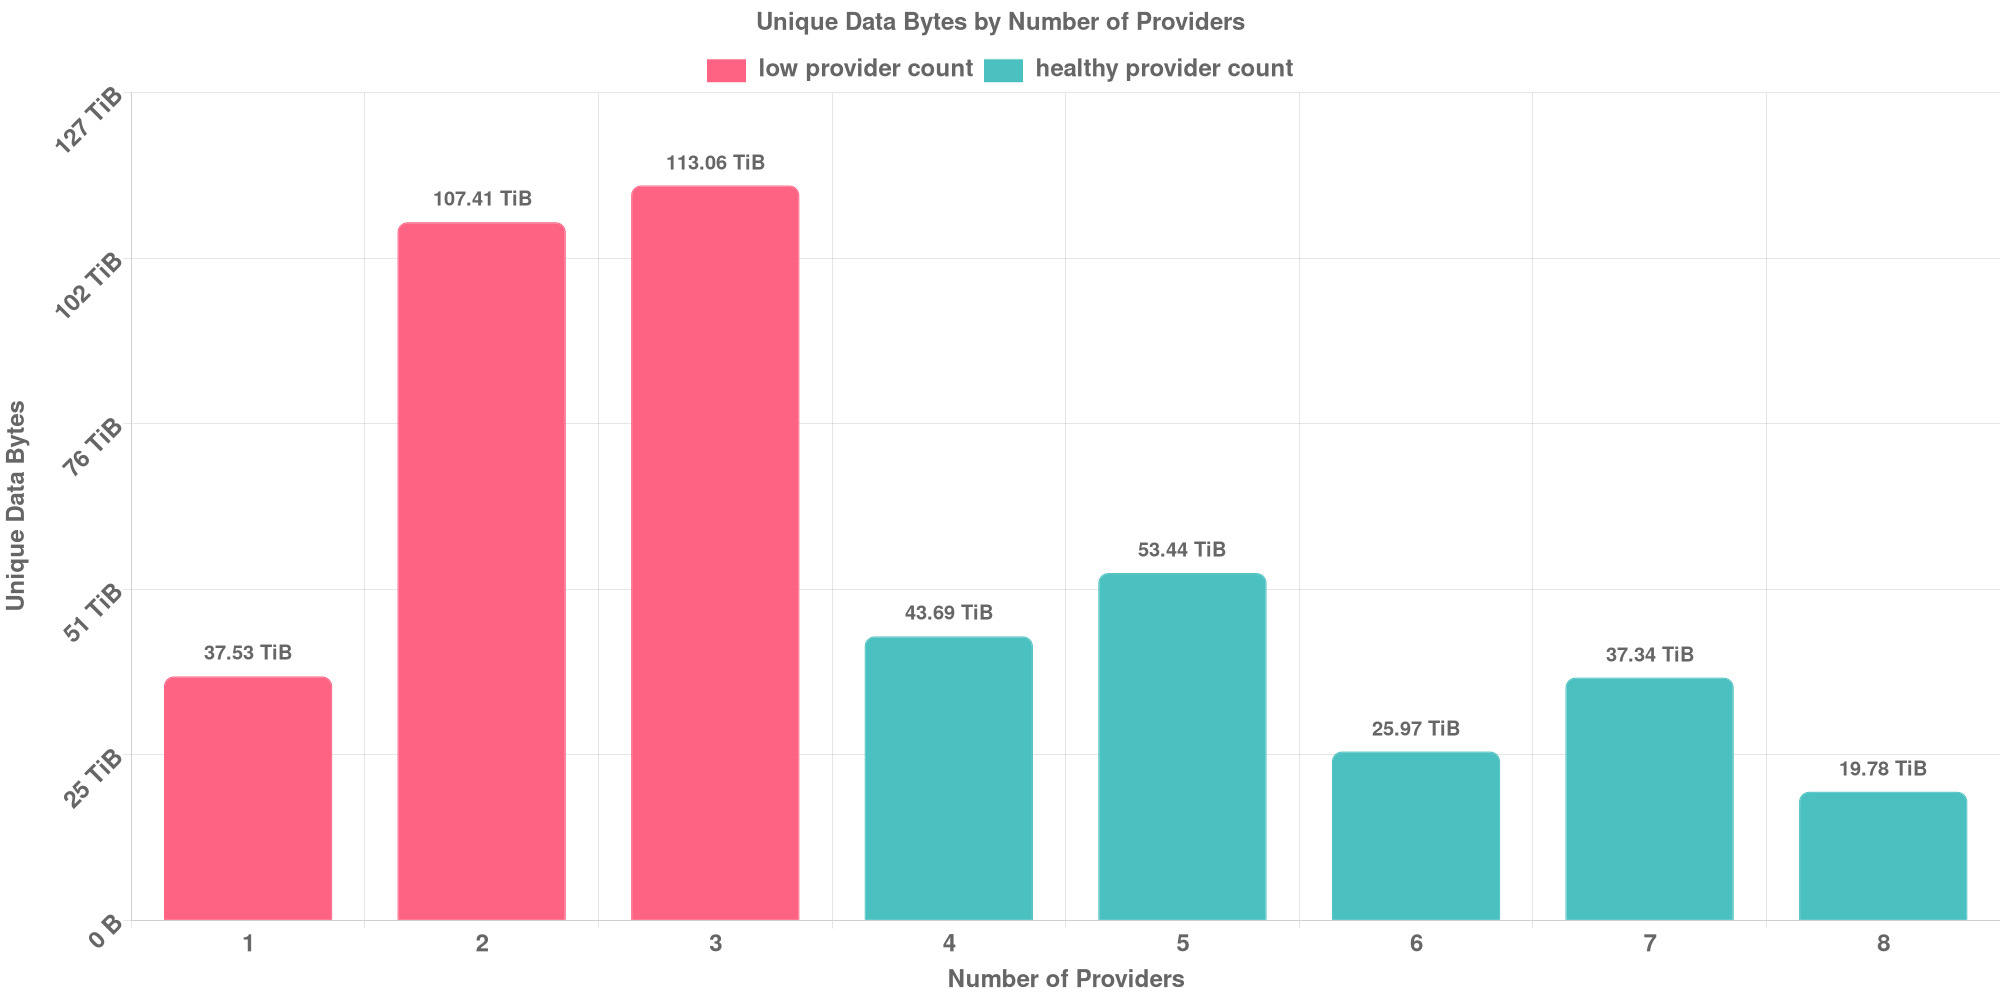 Unique Data Bytes by Number of Providers
low provider count
healthy provider count
127 TiB
102 TiB
76 TiB
51 TiB
25 TiB
0 B
Unique Data Bytes
37.53 TiB
107.41 TiB
113.06 TiB
43.69 TiB
53.44 TiB
25.97 TiB
37.34 TiB
19.78 TiB
1 2 3 4 5 6 7 8
Number of Providers